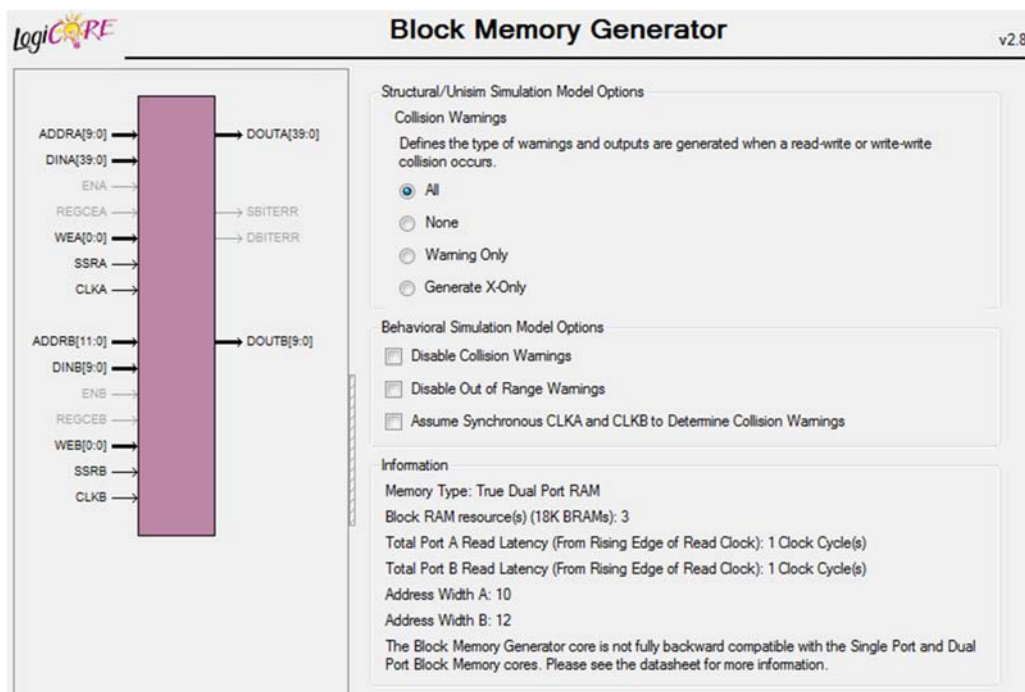 LogiCORE
Block Memory Generator
v2.8
ADDRA[9:0]
DOUTA[39:0]
DINA[39:0]
ENA
REGCEA
SBITERR
WEA[0:0]
DBITERR
SSRA
CLKA
ADDRB[11:0]
DOUTB[9:0]
DINB[9:0]
ENB
REGCEB
WEB[0:0]
SSRB
CLKB
Structural/Unisim Simulation Model Options
Collision Warnings
Defines the type of warnings and outputs are generated when a read-write or write-write
collision occurs.
All
None
Warning Only
Generate X-Only
Behavioral Simulation Model Options
Disable Collision Warnings
Disable Out of Range Warnings
Assume Synchronous CLKA and CLKB to Determine Collision Warnings
Information
Memory Type: True Dual Port RAM
Block RAM resource(s) (18K BRAMs): 3
Total Port A Read Latency (From Rising Edge of Read Clock): 1 Clock Cycle(s)
Total Port B Read Latency (From Rising Edge of Read Clock): 1 Clock Cycle(s)
Address Width A: 10
Address Width B: 12
The Block Memory Generator core is not fully backward compatible with the Single Port and Dual
Port Block Memory cores. Please see the datasheet for more information.